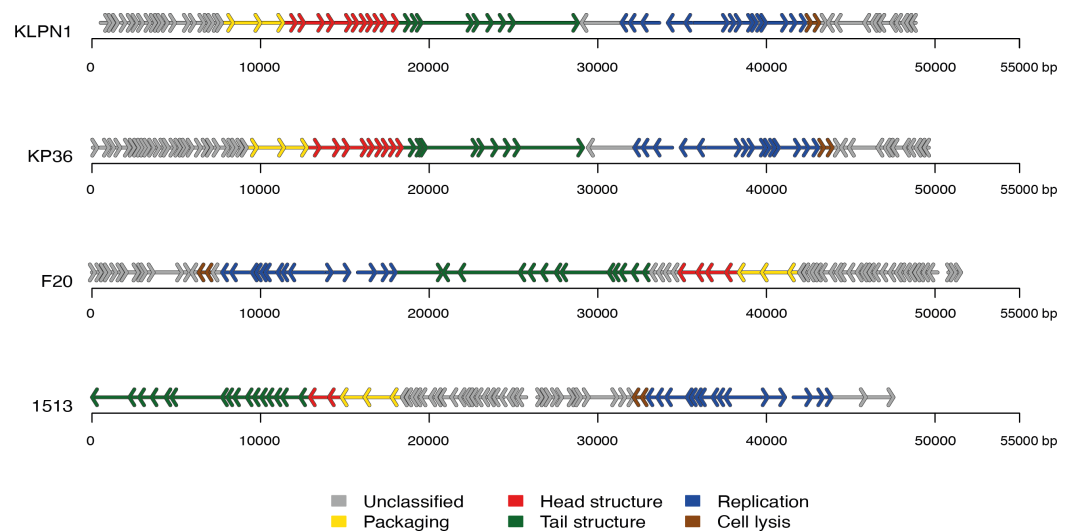 KLPN1
0 10000 20000 30000 40000 50000 55000 bp
KP36
0 10000 20000 30000 40000 50000 55000 bp
F20
0 10000 20000 30000 40000 50000 55000 bp
1513
0 10000 20000 30000 40000 50000 55000 bp
Unclassified Head structure Replication
Packaging Tail structure Cell lysis